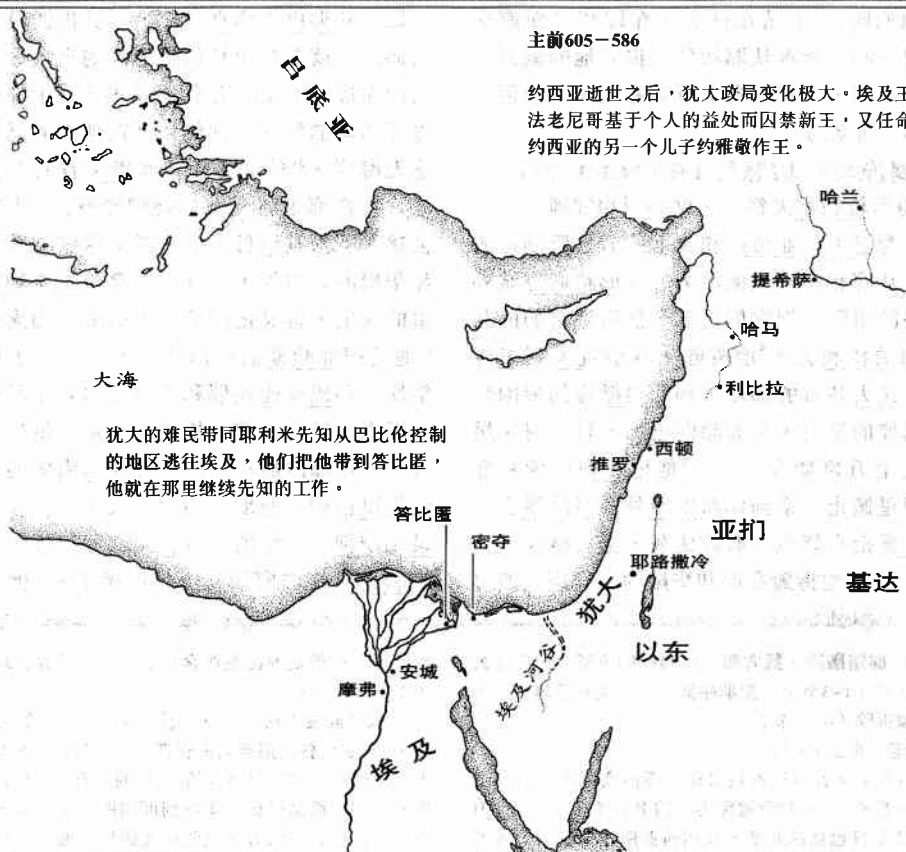 主前605－586
吕底亚
约西亚逝世之后，犹大政局变化极大。埃及王
法老尼哥基于个人的益处而囚禁新王，又任命
约西亚的另一个儿子约雅敬作王。
哈兰
提希萨
哈马
大海
利比拉
犹大的难民带同耶利米先知从巴比伦控制
的地区逃往埃及，他们把他带到答比匿，
他就在那里继续先知的工作。
西顿
推罗
答比匿
亚扪
密夺
耶路撒冷
基达
犹大
以东
安城
埃及河谷
摩弗
埃及